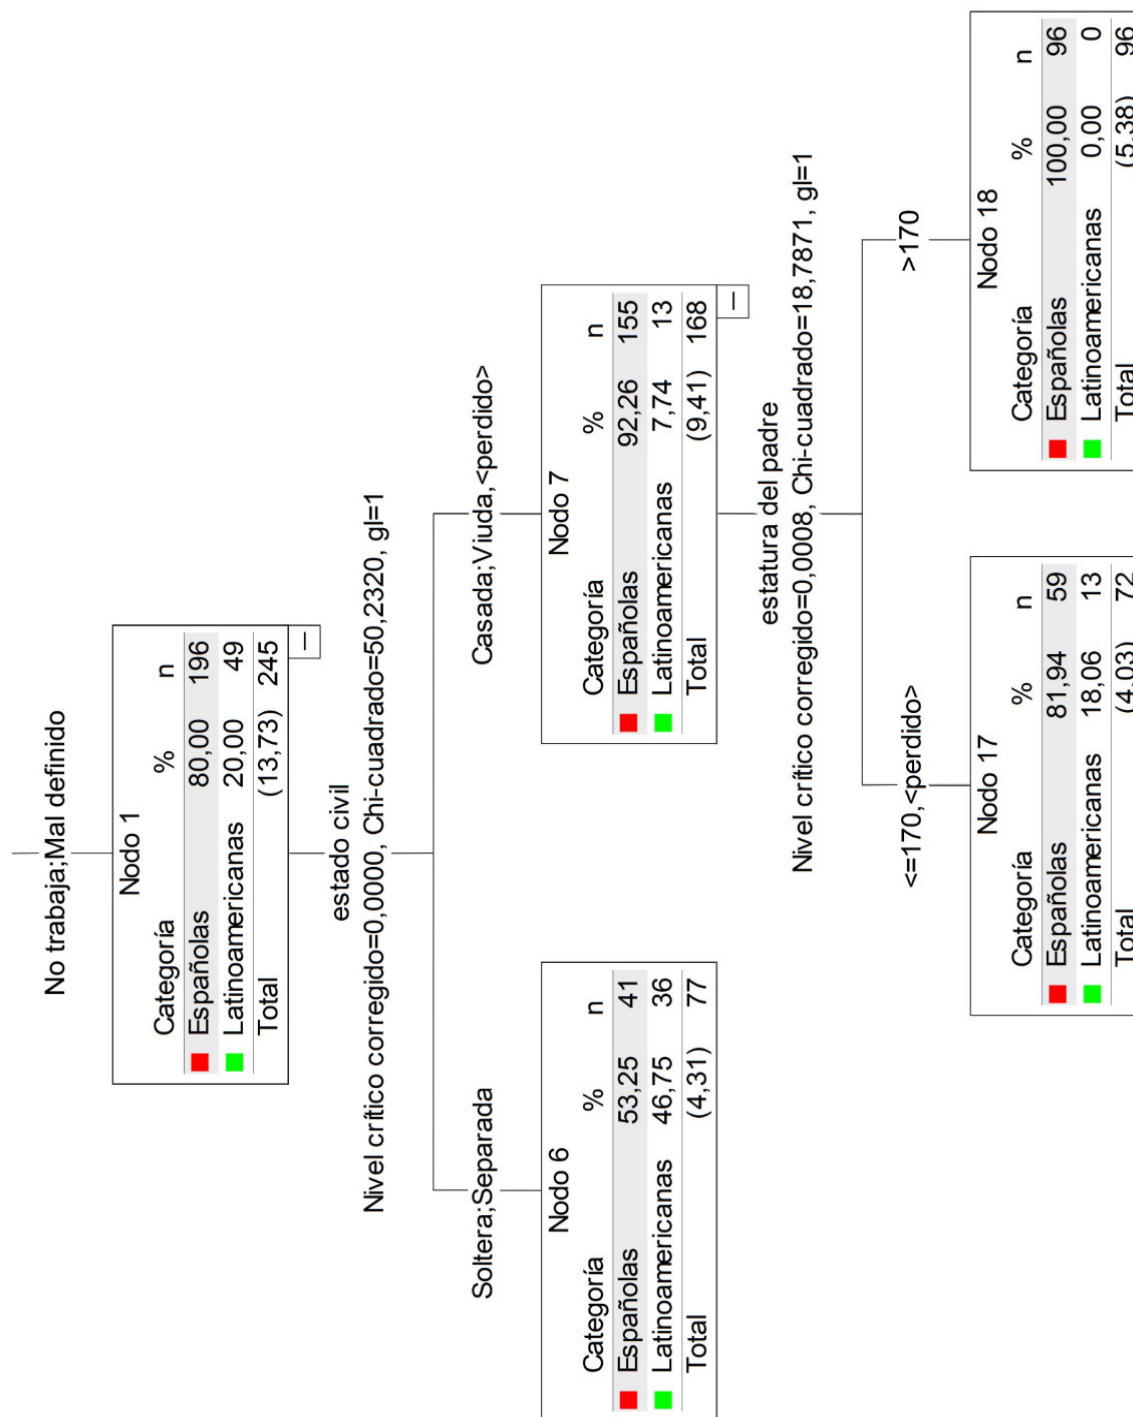 No trabaja;Mal definido
Nodo 1
Categoría % n
Españolas 80,00 196
Latinoamericanas 20,00 49
Total (13,73) 245
estado civil
Nivel crítico corregido=0,0000, Chi-cuadrado=50,2320, gl=1
Soltera;Separada
Nodo 6
Categoría % n
Españolas 53,25 41
Latinoamericanas 46,75 36
Total (4,31) 77
Casada;Viuda,<perdido>
Nodo 7
Categoría % n
Españolas 92,26 155
Latinoamericanas 7,74 13
Total (9,41) 168
estatura del padre
Nivel crítico corregido=0,0008, Chi-cuadrado=18,7871, gl=1
<=170,<perdido>
Nodo 17
Categoría % n
Españolas 81,94 59
Latinoamericanas 18,06 13
Total (4,03) 72
>170
Nodo 18
Categoría % n
Españolas 100,00 96
Latinoamericanas 0,00 0
Total (5,38) 96